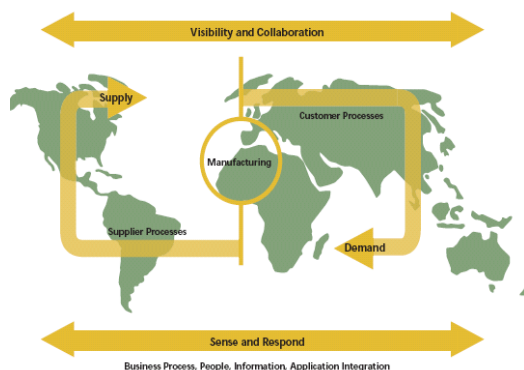 Visibility and Collaboration
Supply
Customer Processes
Manufacturing
Supplier Processes
Demand
Sense and Respond
Business Process, People, Information, Application Integration